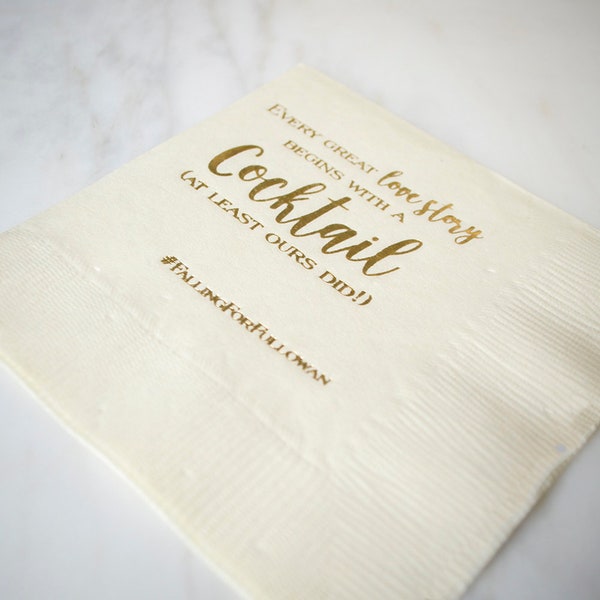 EVERY GREAT love story
BEGINS WITH A
Cocktail
(AT LEAST OURS DID!)
#FALLINGFORFULLOWAN